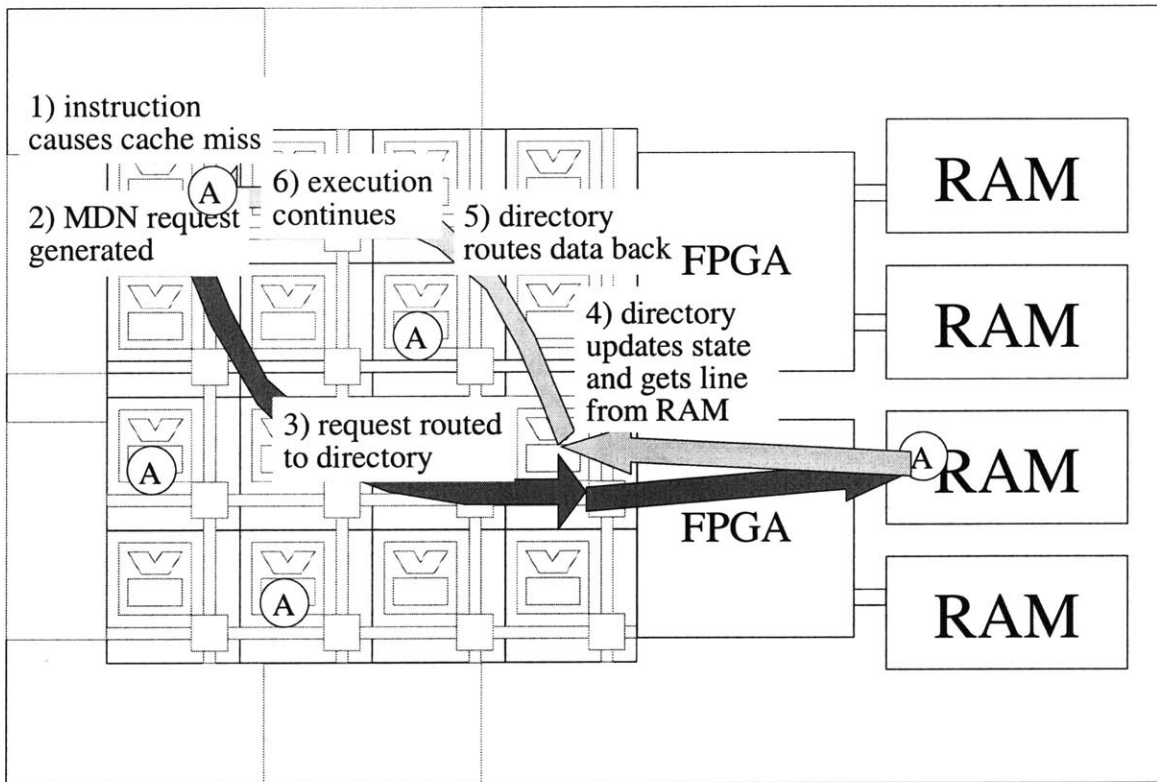 1) instruction
causes cache miss
A
6) execution
continues
2) MDN request
generated
5) directory
routes data back
FPGA
RAM
RAM
A
4) directory
updates state
and gets line
from RAM
3) request routed
to directory
A
A
RAM
FPGA
A
RAM